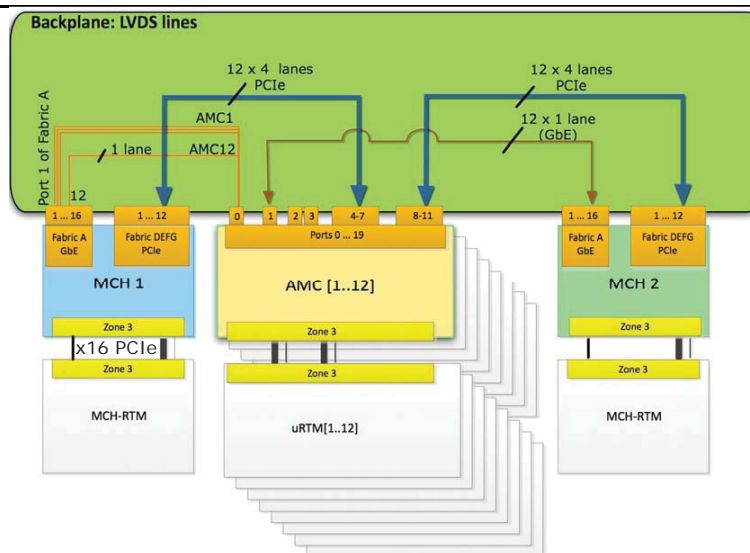 Backplane: LVDS lines
12 x 4 lanes
PCIe
12 x 4 lanes
PCIe
Port 1 of Fabric A
AMC1
12 x 1 lane
(GbE)
1 lane
AMC12
12
1 ... 16
1 ... 12
0
1
2
3
4-7
8-11
1 ... 16
1 ... 12
Fabric A
GbE
Fabric DEFG
PCIe
Ports 0 ... 19
Fabric A
GbE
Fabric DEFG
PCIe
MCH 1
AMC [1..12]
MCH 2
Zone 3
Zone 3
Zone 3
x16 PCIe
Zone 3
Zone 3
Zone 3
MCH-RTM
uRTM[1..12]
MCH-RTM